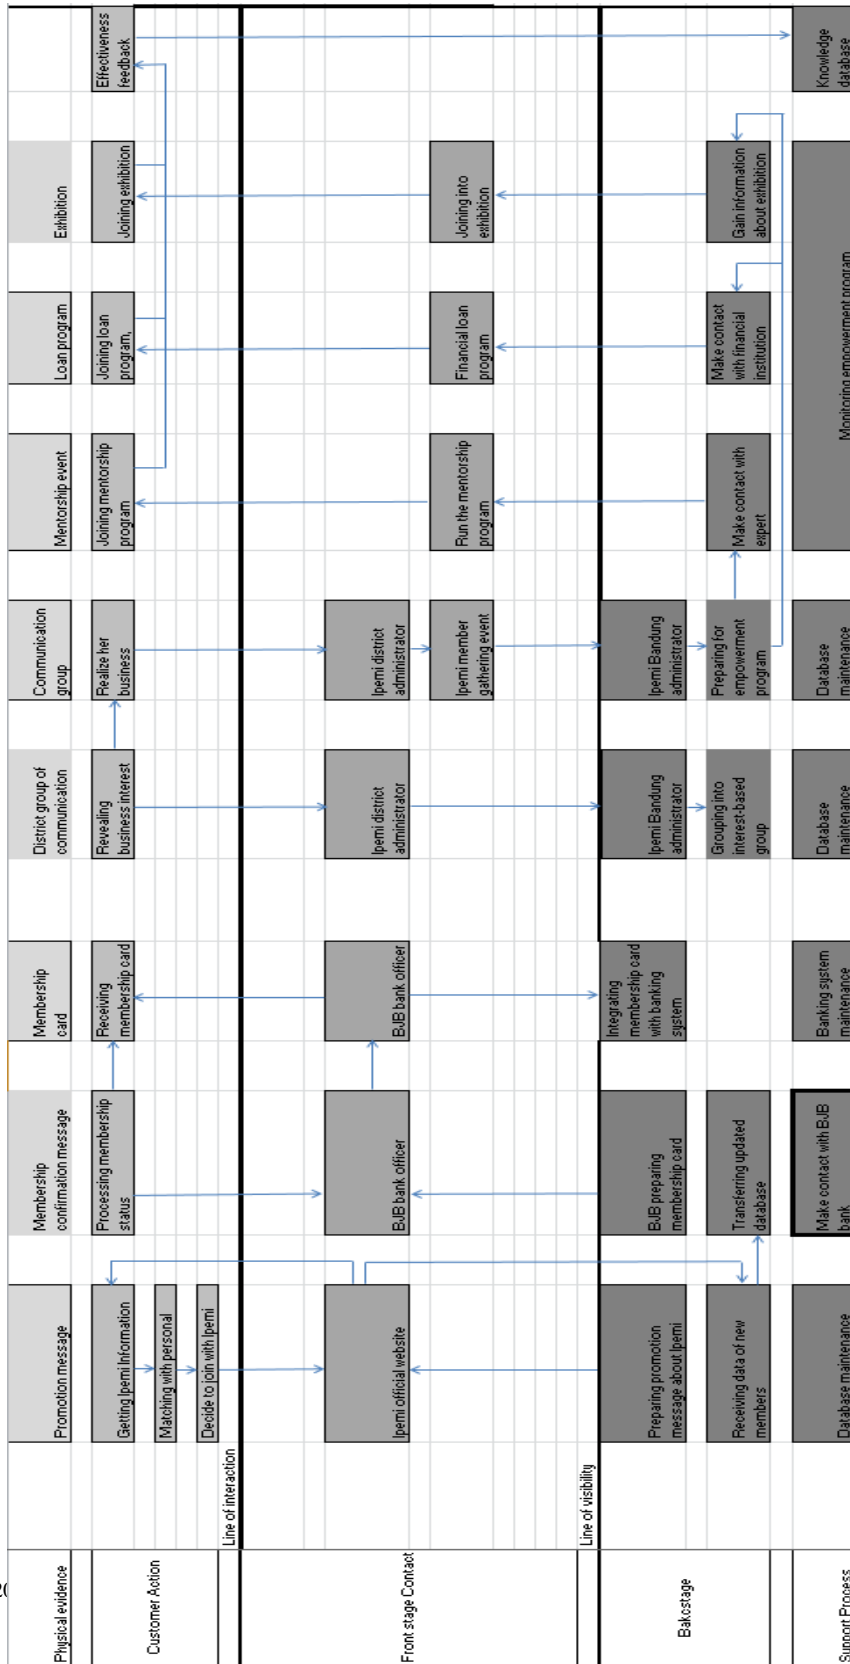 Physical evidence
Promotion message
Membership
confirmation message
Membership
card
District group of
communication
Communication
group
Mentorship event
Loan program
Exhibition
Customer Action
Getting Ipemi Information
Matching with personal
Decide to join with Ipemi
Processing membership
status
Receiving
membership card
Revealing
business interest
Realize her
business
Joining mentorship
program
Joining loan
program,
Joining exhibition
Effectiveness
feedback
Line of interaction
Front stage Contact
Ipemi official website
BJB bank officer
BJB bank officer
Ipemi district
administrator
Ipemi district
administrator
Ipemi member
gathering event
Run the mentorship
program
Financial loan
program
Joining into
exhibition
Line of visibility
Bakcstage
Preparing promotion
message about Ipemi
Receiving data of new
members
BJB preparing
membership card
Transferring updated
database
Integrating
membership card
with banking
system
Ipemi Bandung
administrator
Grouping into
interest-based
group
Ipemi Bandung
administrator
Preparing for
empowerment
program
Make contact with
expert
Make contact
with financial
institution
Gain information
about exhibition
Support Process
Database maintenance
Make contact with BJB
bank
Banking system
maintenance
Database
maintenance
Database
maintenance
Monitoring empowerment program
Knowledge
database